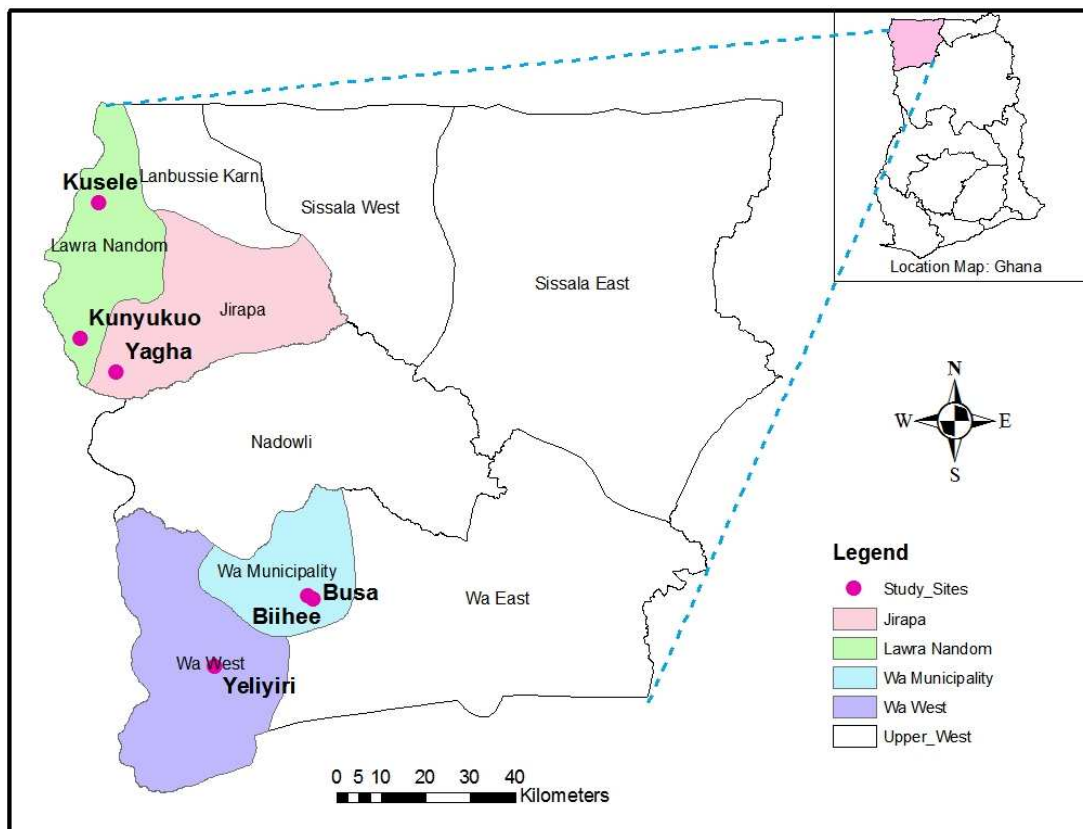 Lanbussie Karni
Kusele
Sissala West
Lawra Nandom
Sissala East
Jirapa
Kunyukuo
Yagha
Nadowli
Wa Municipality
Busa
Biihee
Wa East
Wa West
Yeliyiri
0 5 10 20 30 40
Kilometers
Location Map: Ghana
N
W E
S
Legend
Study_Sites
Jirapa
Lawra Nandom
Wa Municipality
Wa West
Upper_West